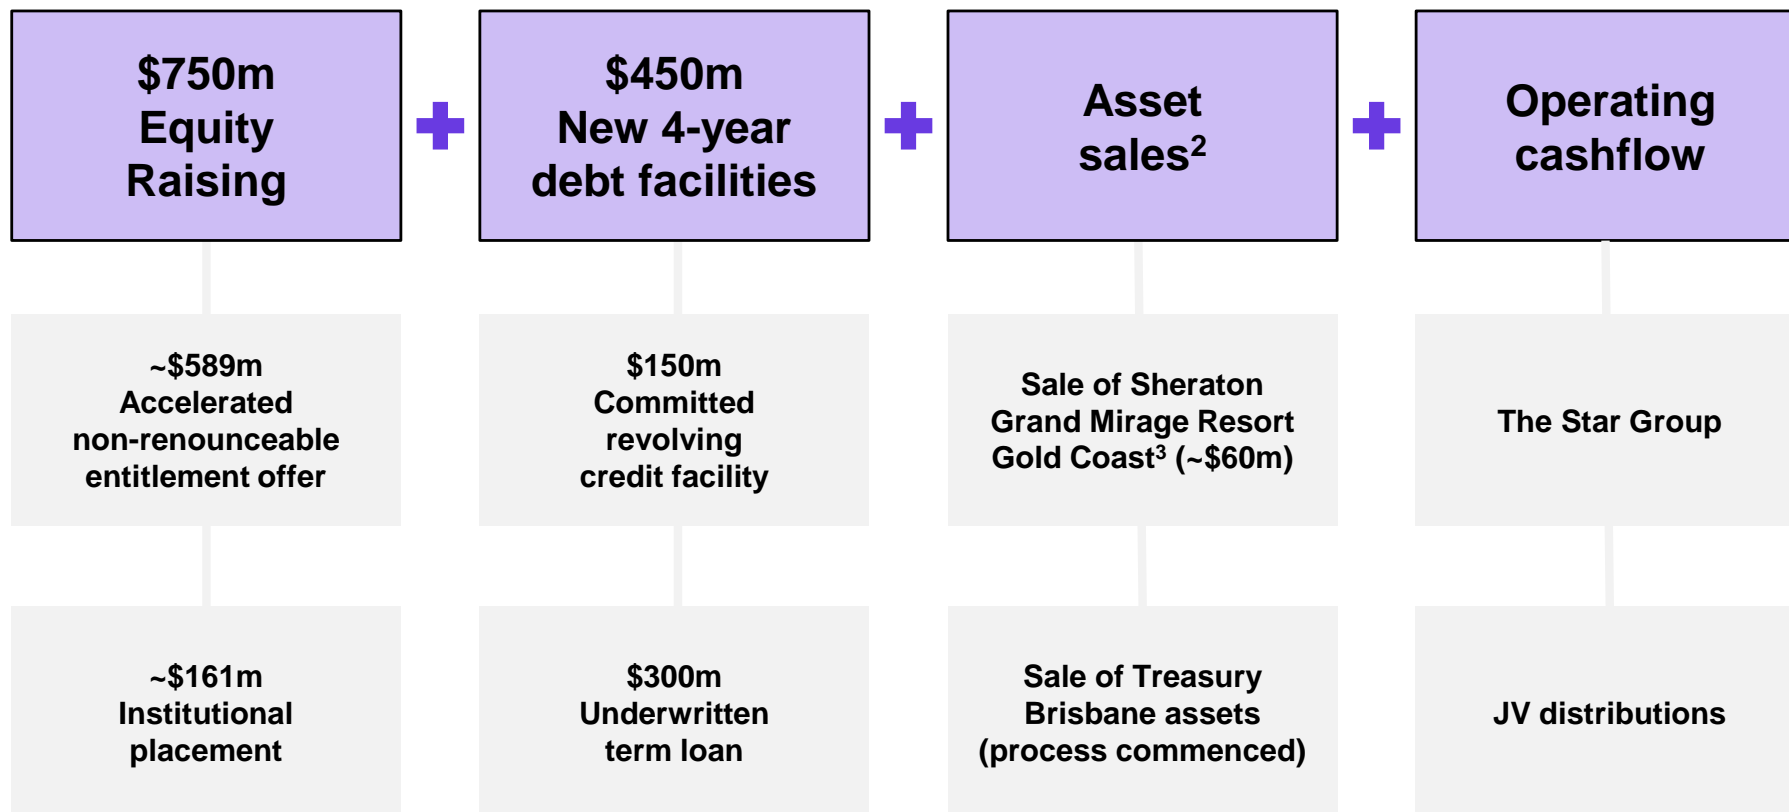 $750m
Equity
Raising
$450m
New 4-year
debt facilities
Asset
sales²
Operating
cashflow
~$589m
Accelerated
non-renounceable
entitlement offer
$150m
Committed
revolving
credit facility
Sale of Sheraton
Grand Mirage Resort
Gold Coast³ (~$60m)
The Star Group
~$161m
Institutional
placement
$300m
Underwritten
term loan
Sale of Treasury
Brisbane assets
(process commenced)
JV distributions